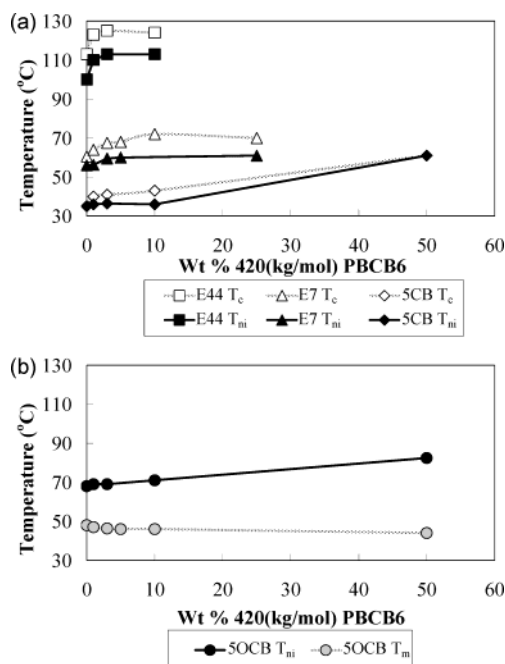 (a)
Temperature (°C)
130
110
90
70
50
30
0 10 20 30 40 50 60
Wt % 420(kg/mol) PBCB6
E44 Tc E7 Tc 5CB Tc
E44 Tni E7 Tni 5CB Tni
(b)
Temperature (°C)
130
110
90
70
50
30
0 10 20 30 40 50 60
Wt % 420(kg/mol) PBCB6
5OCB Tni 5OCB Tm